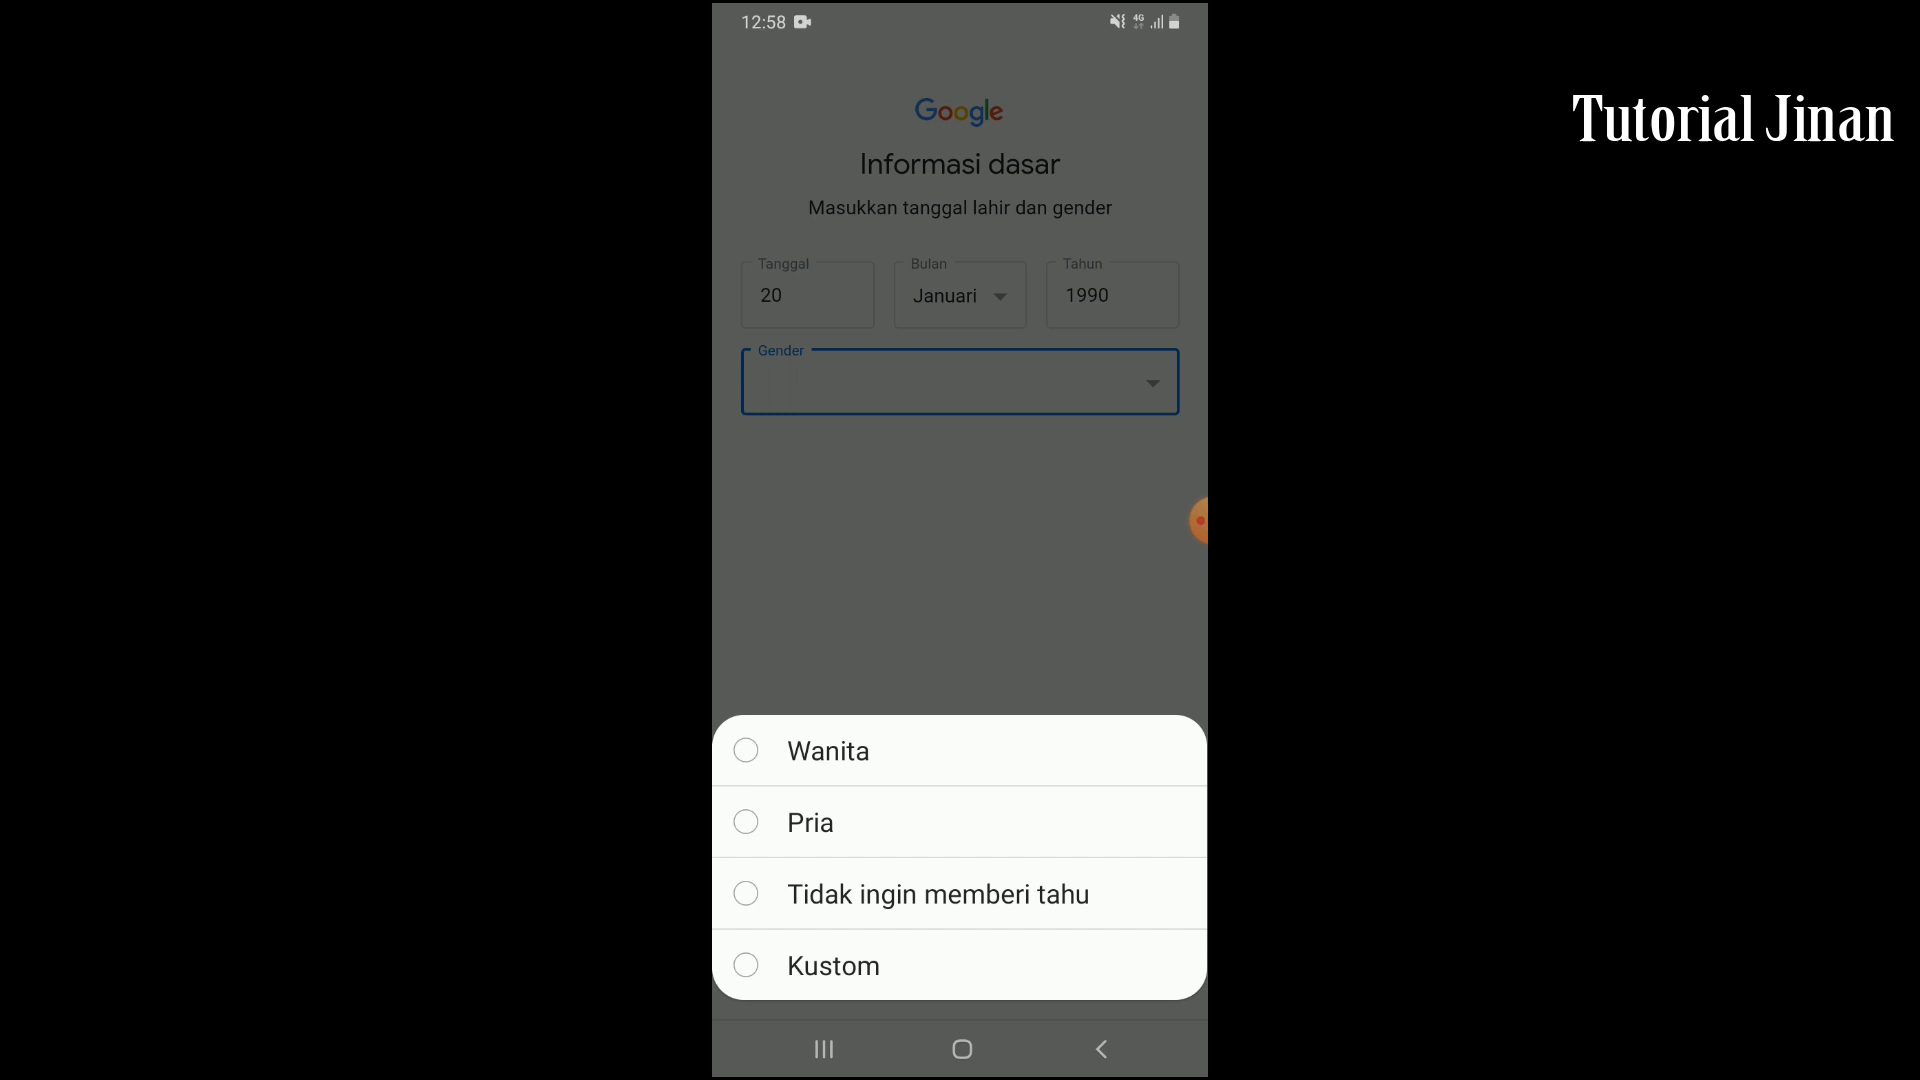 12:58
4G
Tutorial Jinan
Google
Informasi dasar
Masukkan tanggal lahir dan gender
Tanggal Bulan Tahun
20 Januari 1990
Gender
Wanita
Pria
Tidak ingin memberi tahu
Kustom